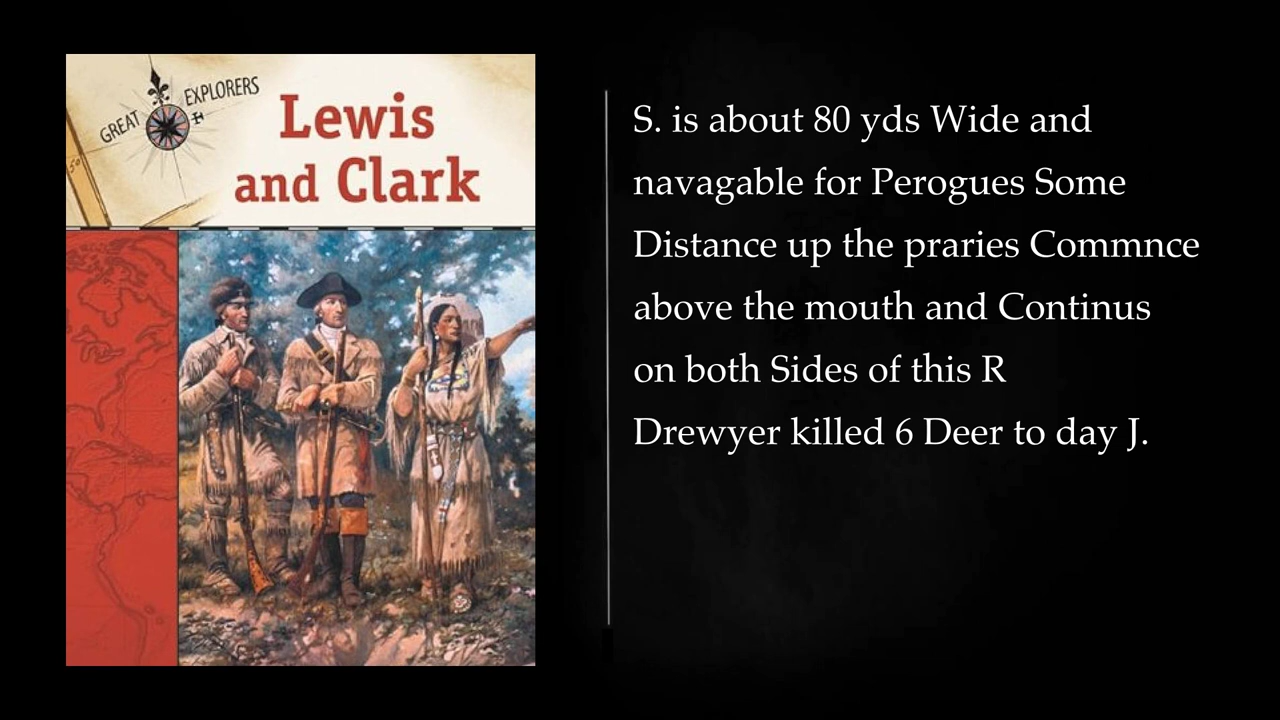 GREAT EXPLORERS
Lewis
and Clark
50
S. is about 80 yds Wide and
navagable for Perogues Some
Distance up the praries Commnce
above the mouth and Continus
on both Sides of this R
Drewyer killed 6 Deer to day J.